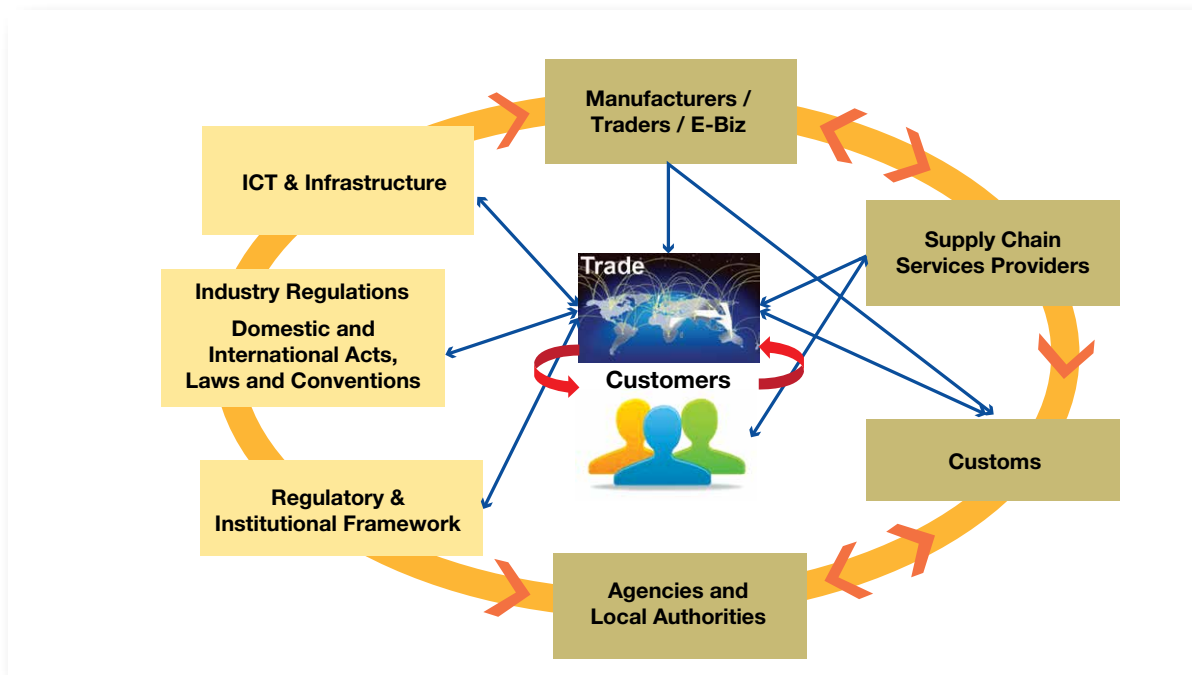 Manufacturers /
Traders / E-Biz
ICT & Infrastructure
Supply Chain
Services Providers
Trade
Industry Regulations
Domestic and
International Acts,
Laws and Conventions
Customers
Customs
Regulatory &
Institutional Framework
Agencies and
Local Authorities